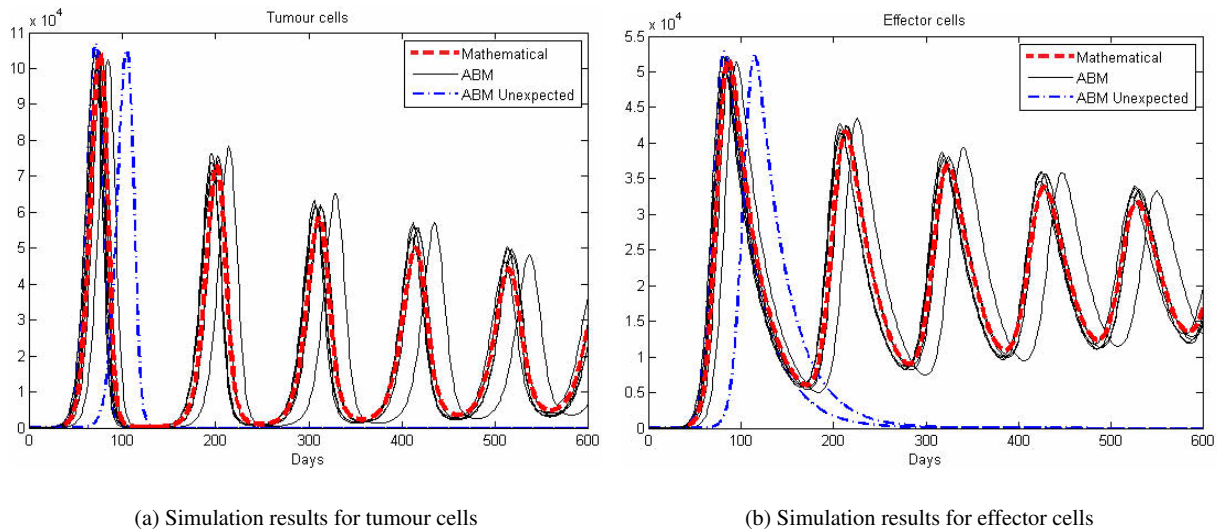 Tumour cells
x 10^4
11
10
9
8
7
6
5
4
3
2
1
0
0 100 200 300 400 500 600
Days
Mathematical
ABM
ABM Unexpected
(a) Simulation results for tumour cells
Effector cells
x 10^4
5.5
5
4.5
4
3.5
3
2.5
2
1.5
1
0.5
0
0 100 200 300 400 500 600
Days
Mathematical
ABM
ABM Unexpected
(b) Simulation results for effector cells